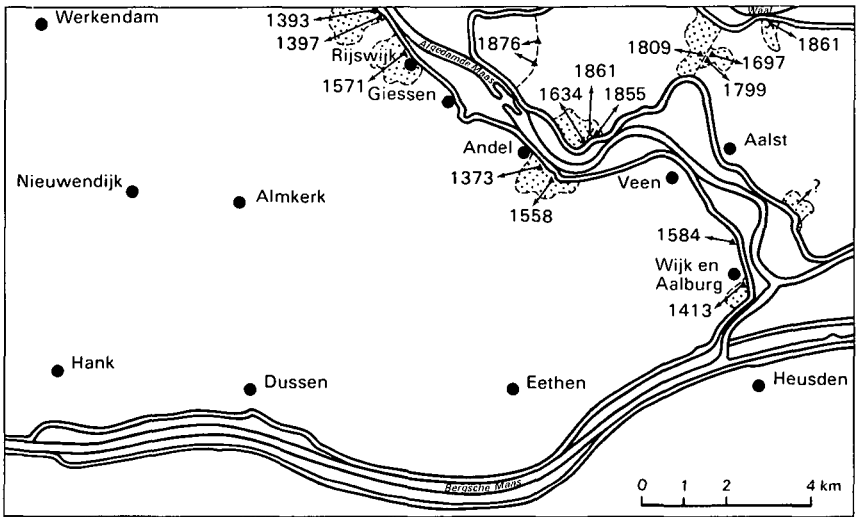 Werkendam
1393
1397
Waal
1861
Rijswijk
Afgedamde Maas
1876
1809
1697
1571
1799
Giessen
1861
1634
1855
Andel
Aalst
1373
Nieuwendijk
Almkerk
Veen
?
1558
1584
Wijk en
Aalburg
1413
Hank
Dussen
Eethen
Heusden
Bergsche Maas
0 1 2 4 km